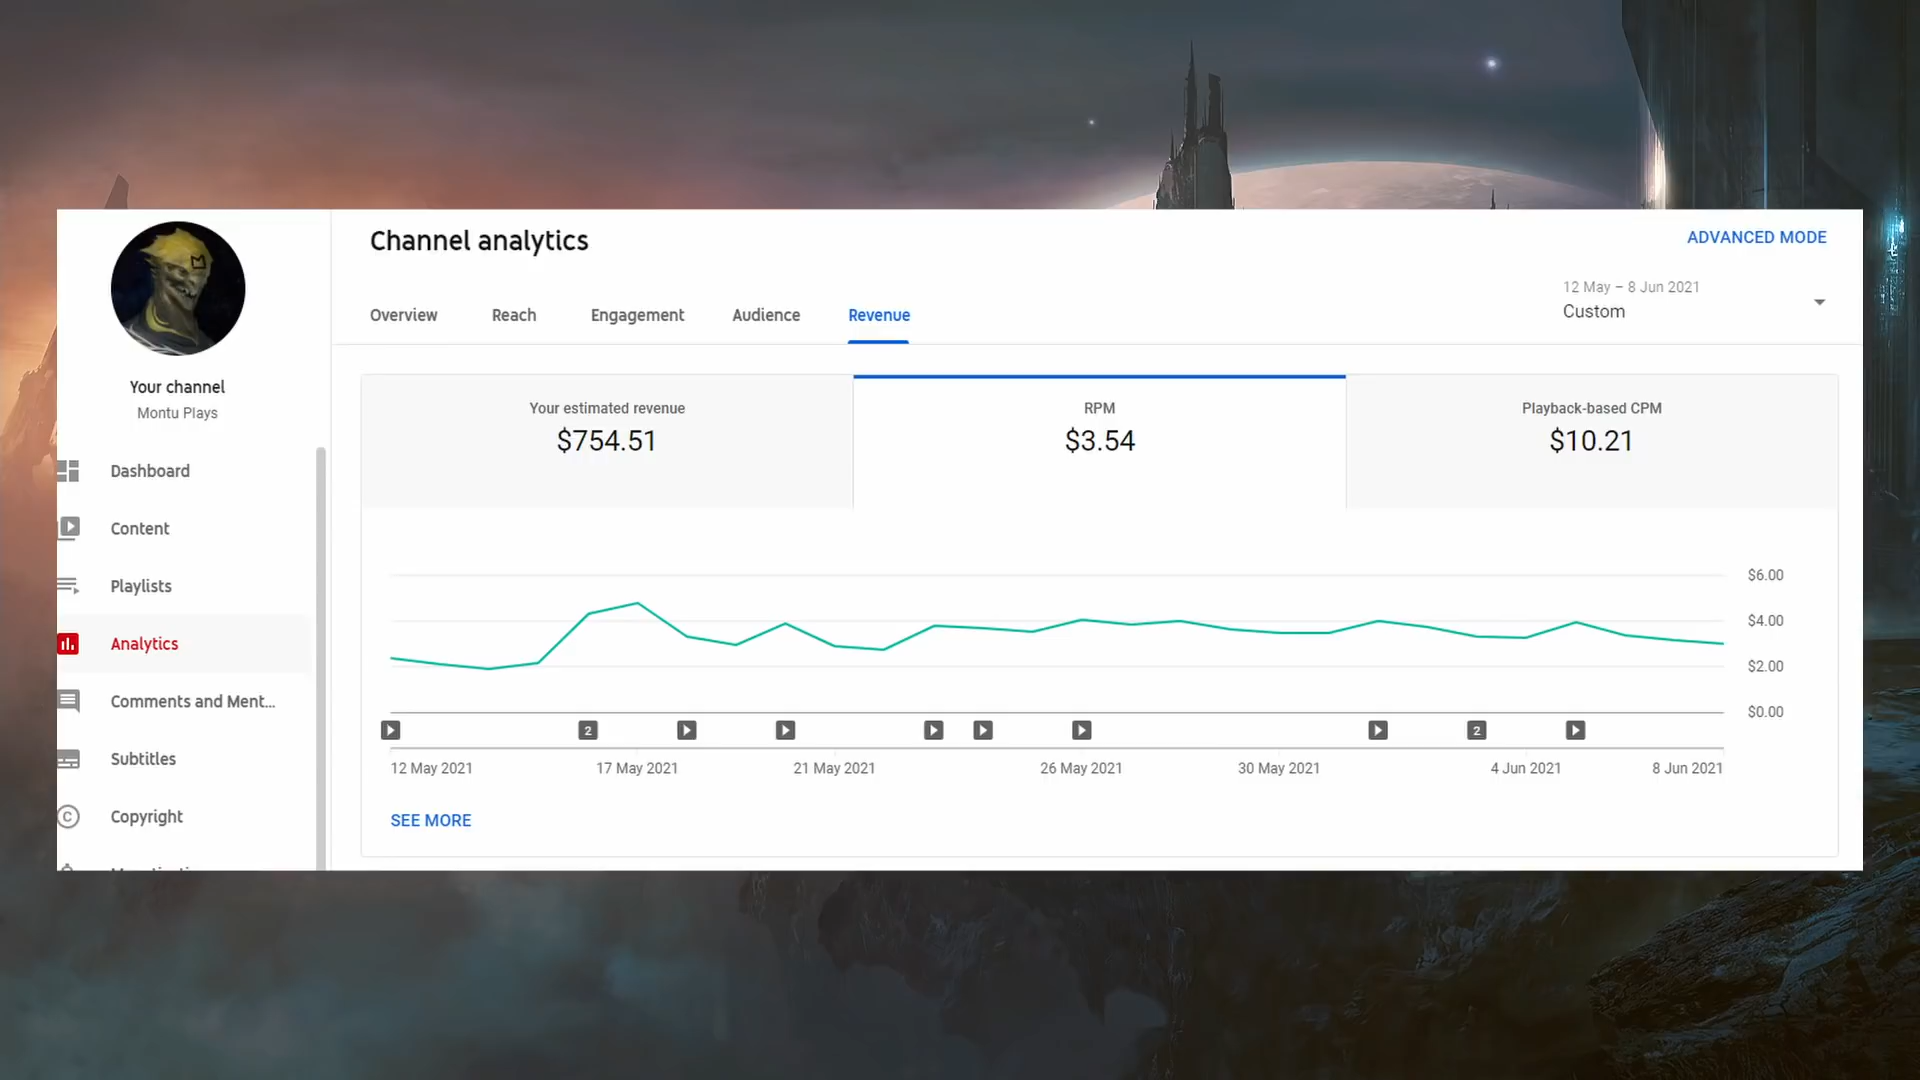 Channel analytics
ADVANCED MODE
12 May – 8 Jun 2021
Custom
Overview
Reach
Engagement
Audience
Revenue
Your channel
Montu Plays
Dashboard
Content
Playlists
Analytics
Comments and Ment...
Subtitles
Copyright
Your estimated revenue
$754.51
RPM
$3.54
Playback-based CPM
$10.21
$6.00
$4.00
$2.00
$0.00
2
2
12 May 2021
17 May 2021
21 May 2021
26 May 2021
30 May 2021
4 Jun 2021
8 Jun 2021
SEE MORE